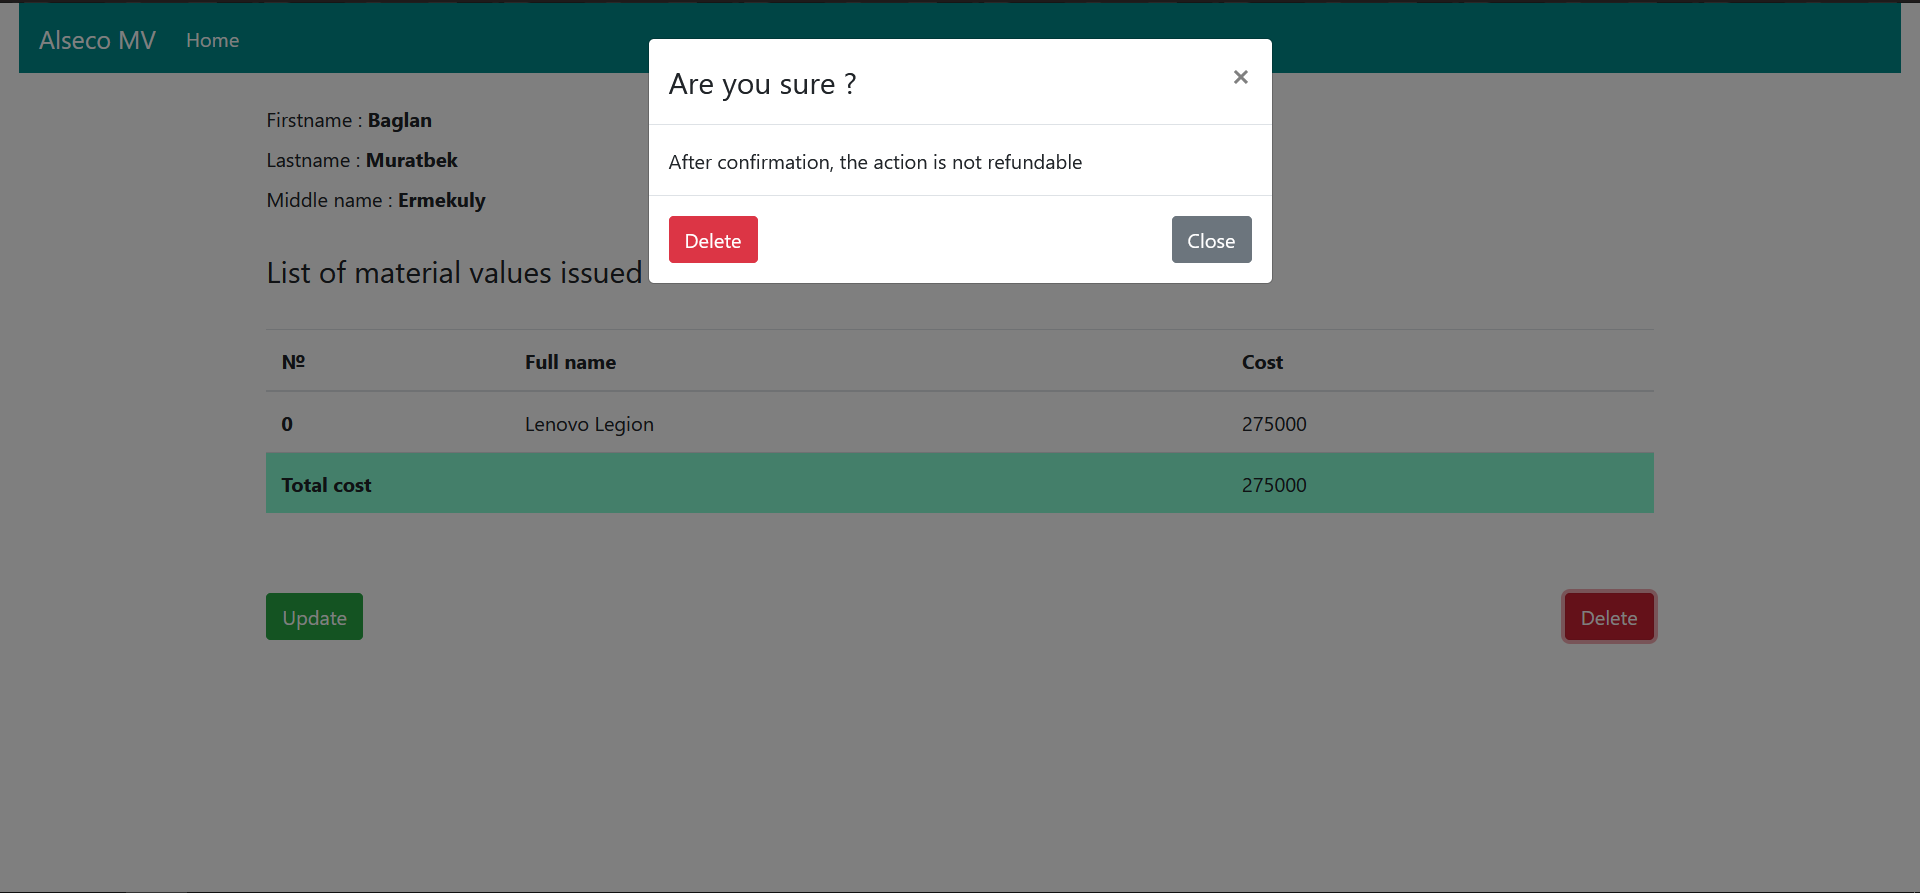 Alseco MV Home
Are you sure ? ×
Firstname : Baglan
Lastname : Muratbek
Middle name : Ermekuly
After confirmation, the action is not refundable
Delete Close
List of material values issued
№ Full name Cost
0 Lenovo Legion 275000
Total cost 275000
Update Delete